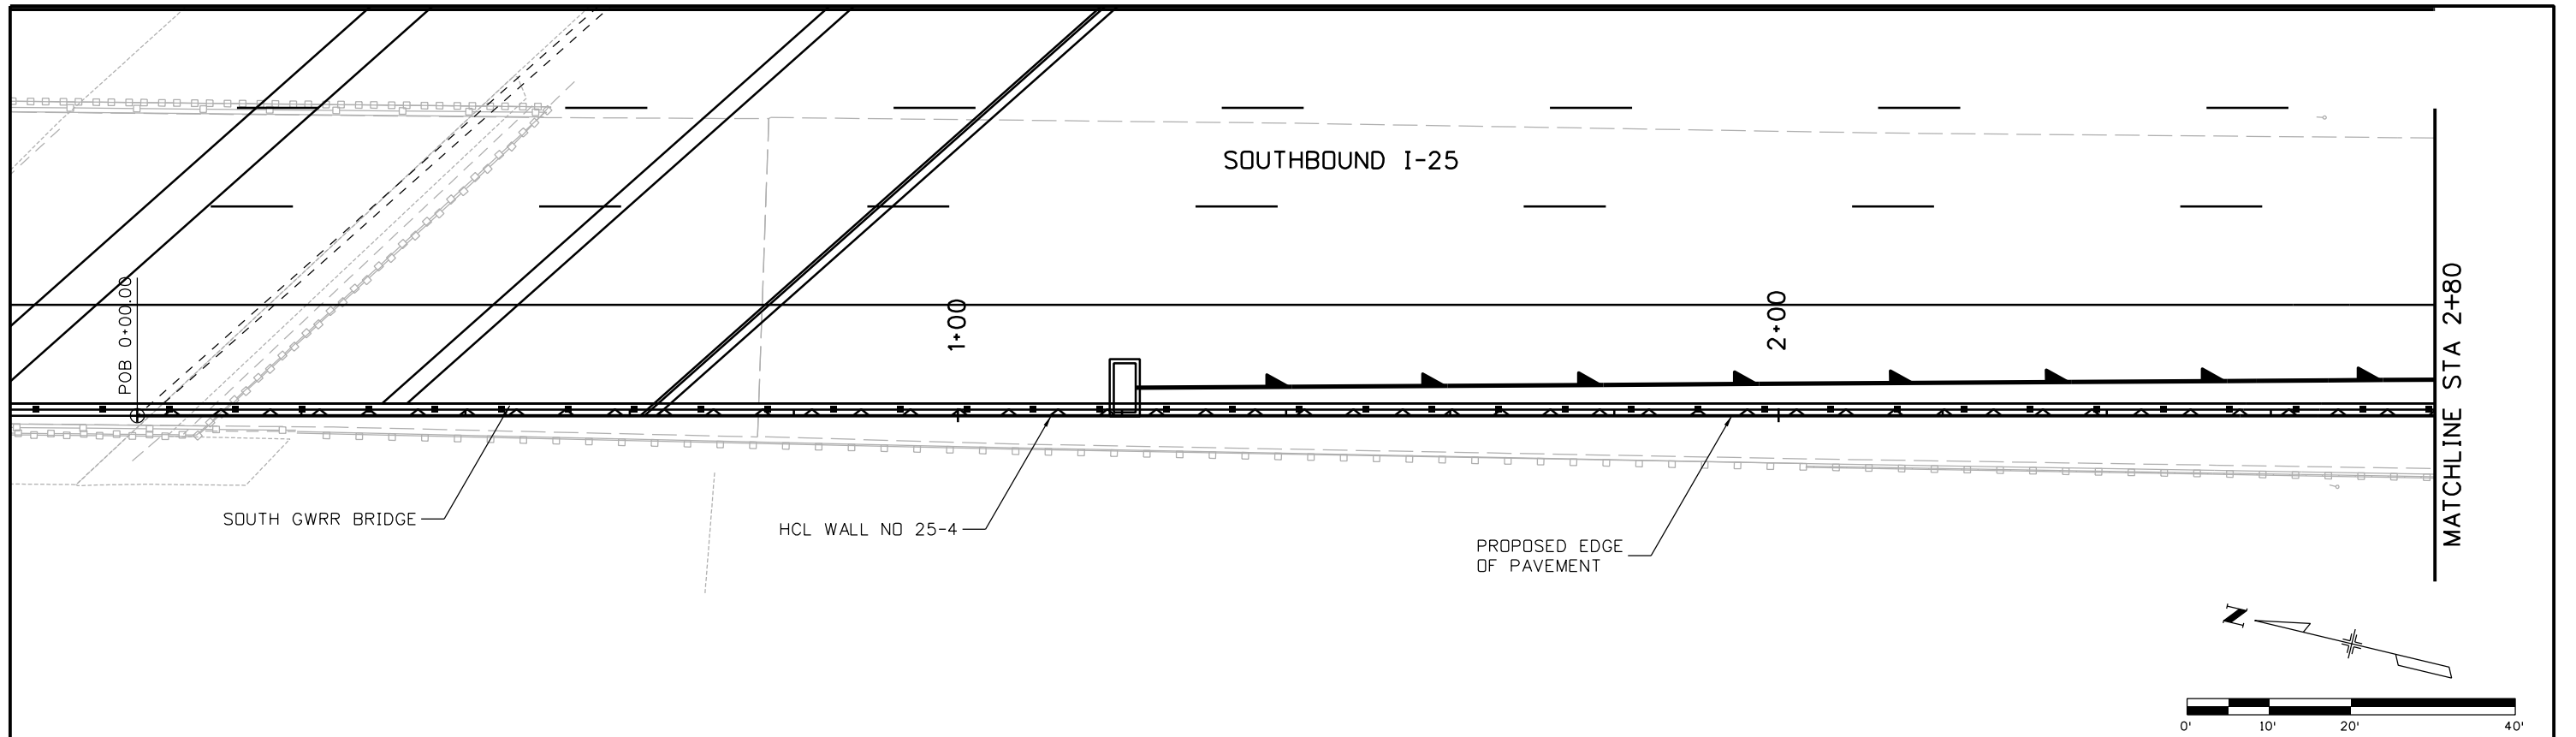 SOUTHBOUND I-25
POB 0+00.00
1+00
2+00
MATCHLINE STA 2+80
SOUTH GWRR BRIDGE
HCL WALL NO 25-4
PROPOSED EDGE
OF PAVEMENT
N
0' 10' 20' 40'